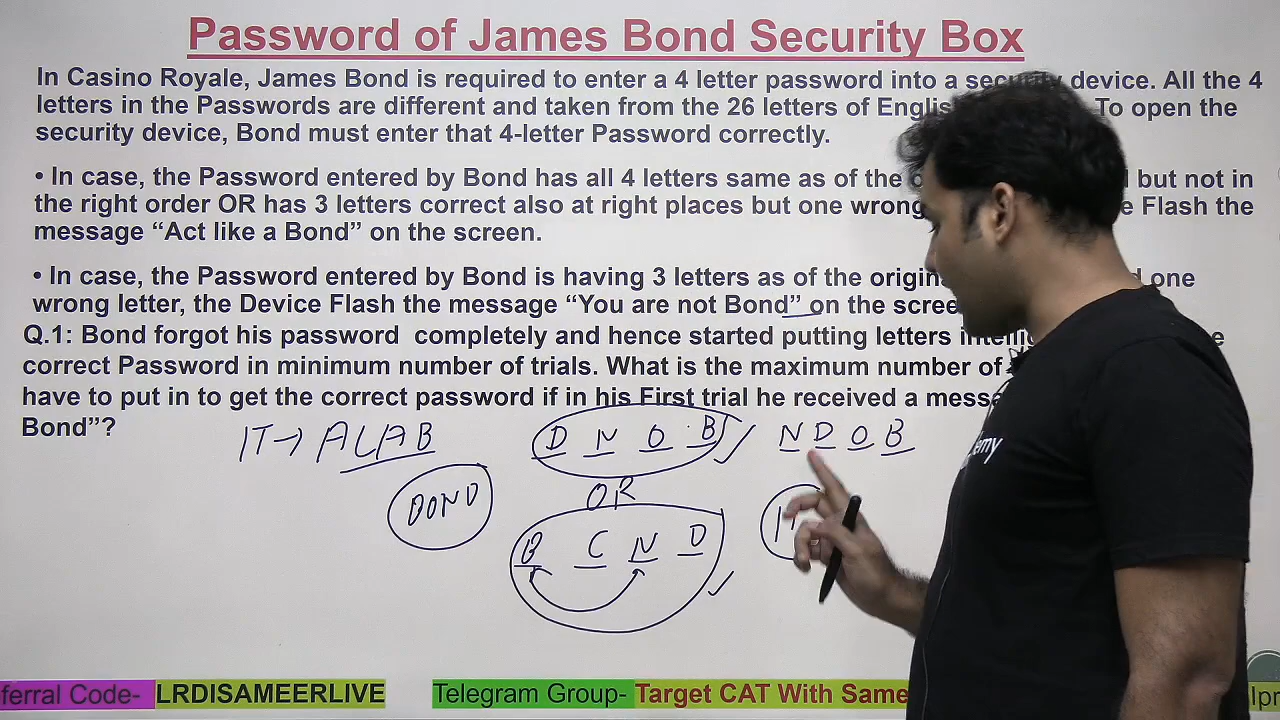 Password of James Bond Security Box
In Casino Royale, James Bond is required to enter a 4 letter password into a security device. All the 4
letters in the Passwords are different and taken from the 26 letters of English To open the
security device, Bond must enter that 4-letter Password correctly.
• In case, the Password entered by Bond has all 4 letters same as of the but not in
the right order OR has 3 letters correct also at right places but one wrong Flash the
message “Act like a Bond” on the screen.
• In case, the Password entered by Bond is having 3 letters as of the one
wrong letter, the Device Flash the message “You are not Bond” on the
Q.1: Bond forgot his password completely and hence started putting letters
correct Password in minimum number of trials. What is the maximum number of
have to put in to get the correct password if in his First trial he received a
Bond”?
IT→ ALAB
D N O B
N D O B
OR
BOND
B C N D
emy
ferral Code- LRDISAMEERLIVE
Telegram Group- Target CAT With Same